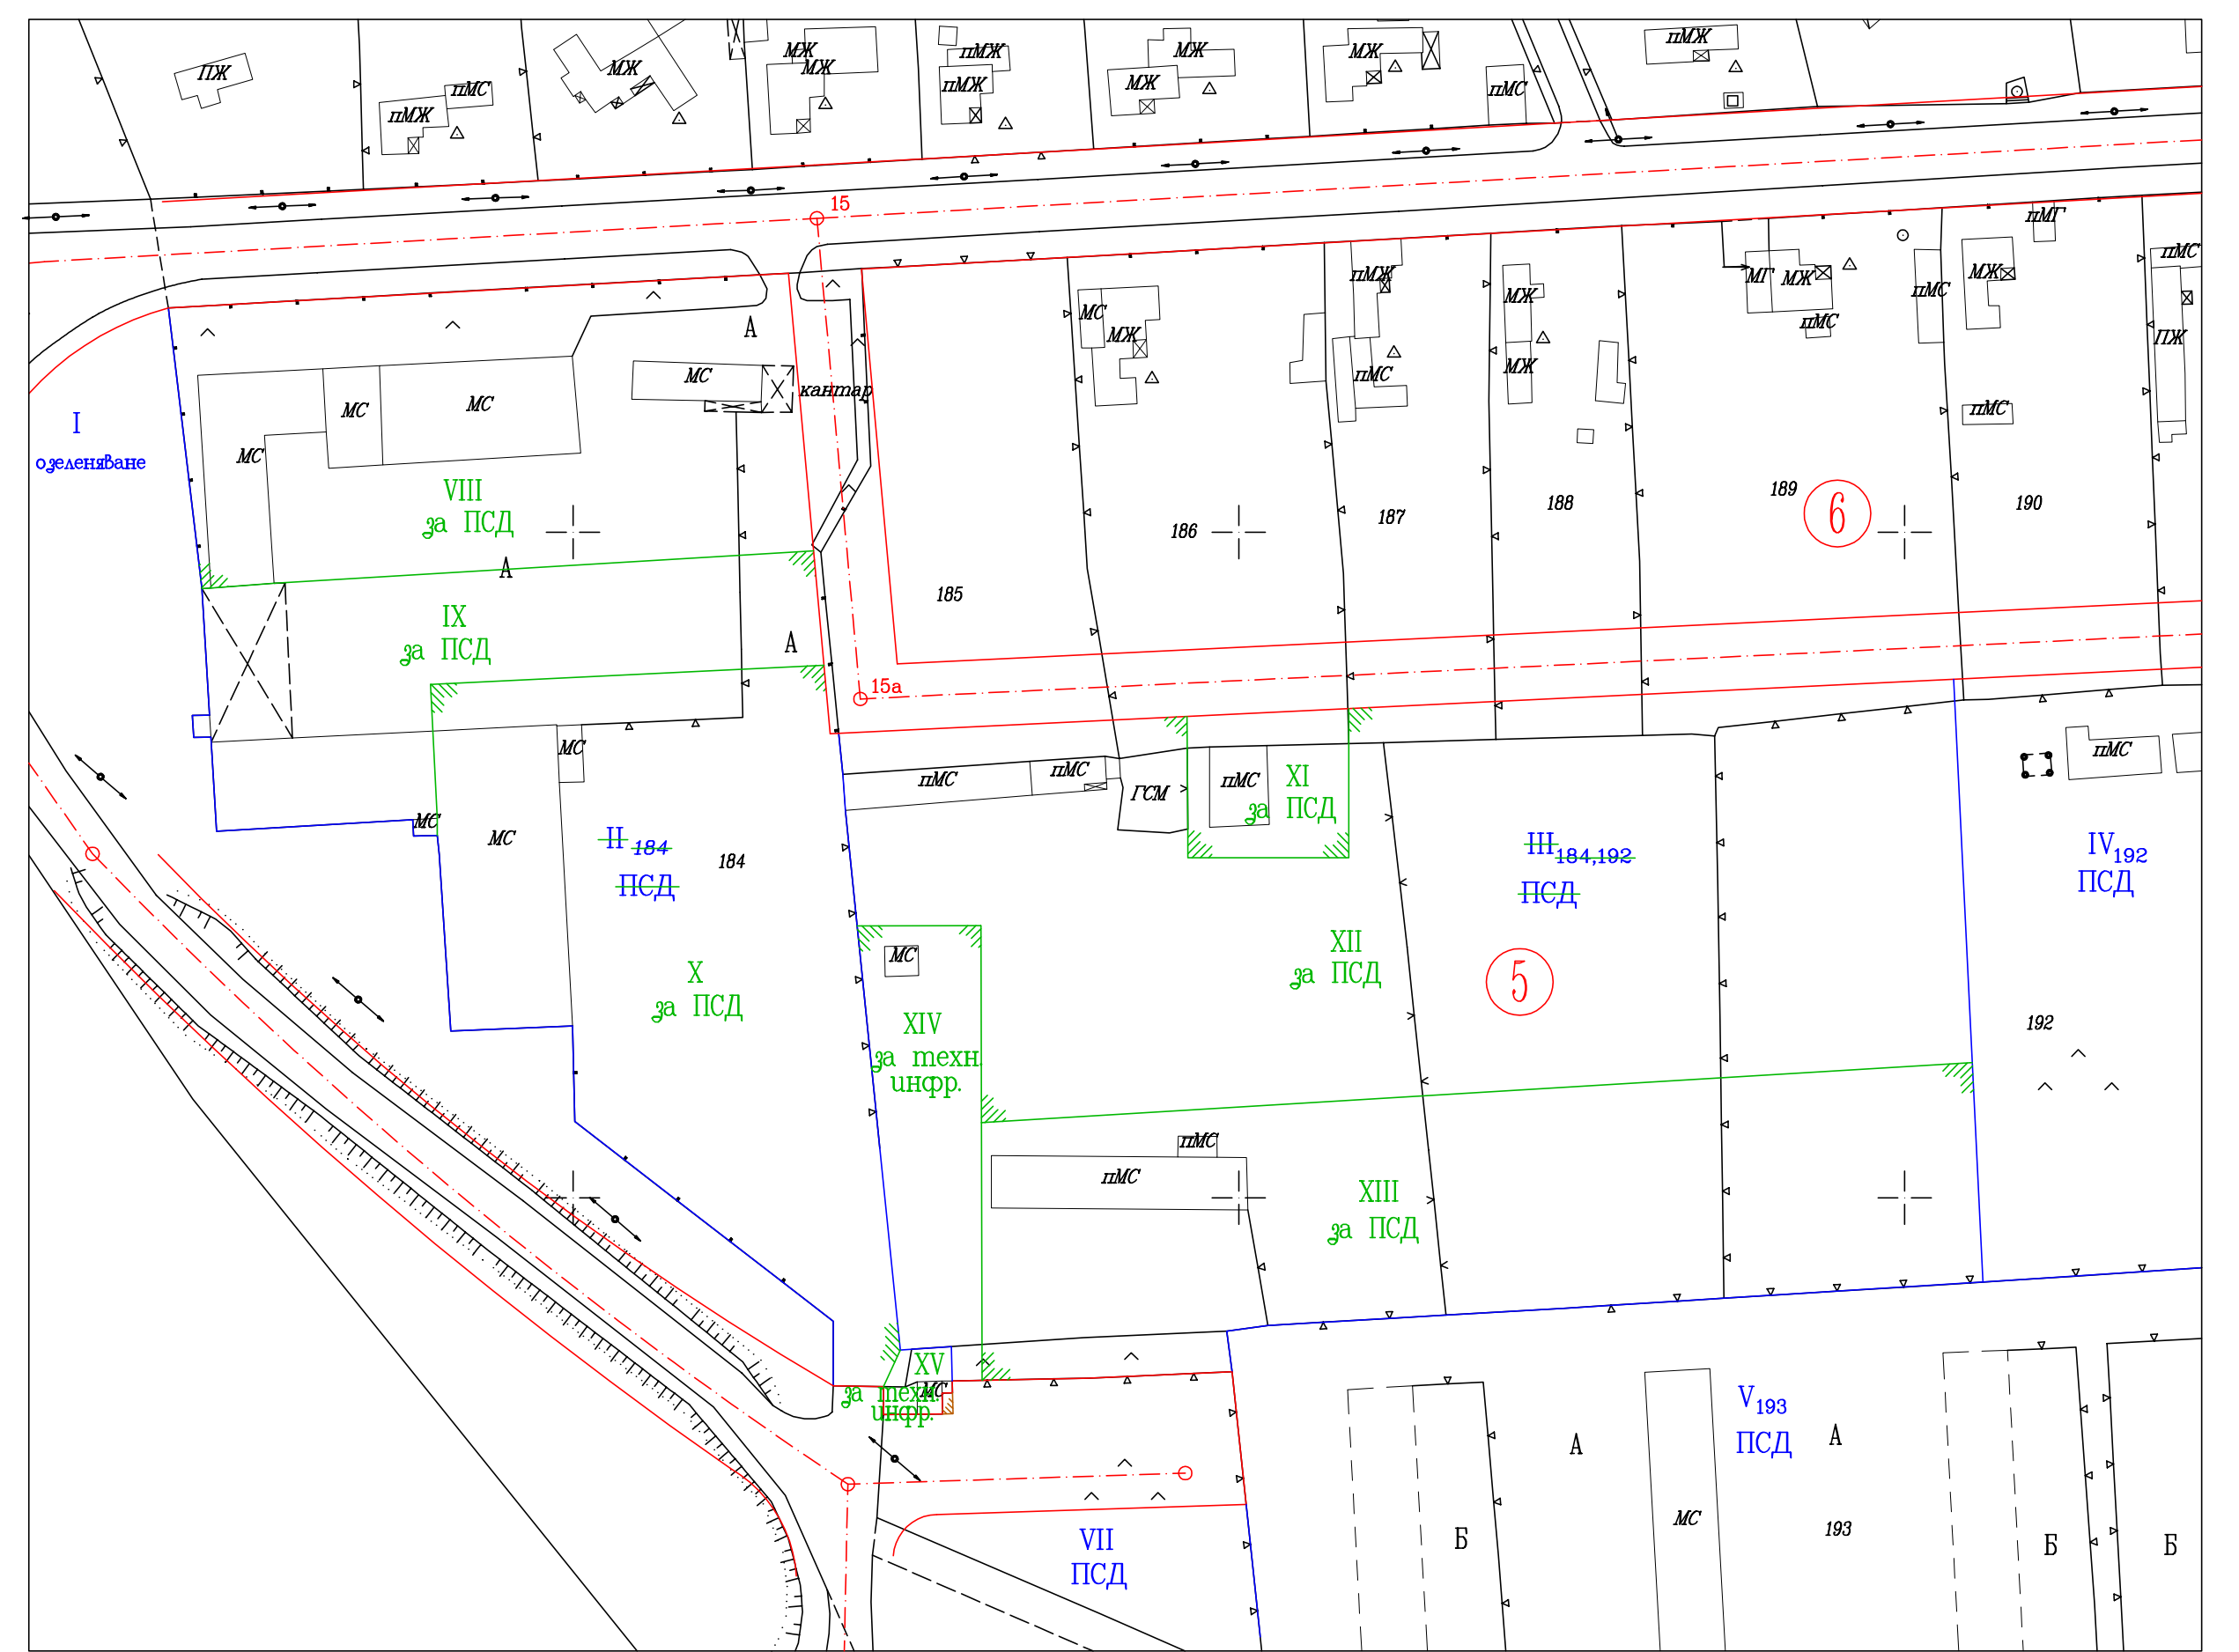 ПЖ
пМЖ
пМС
МЖ
МЖ
МЖ
пМЖ
пМЖ
МЖ
МЖ
МЖ
пМС
пМЖ
15
I
озеленяване
МС
МС
МС
МС
кантар
А
VIII
за ПСД
А
IX
за ПСД
А
15а
185
МС
МЖ
186
пМЖ
пМС
187
МЖ
МЖ
188
МГ
МЖ
пМС
189
6
пМС
МЖ
пМГ
пМС
190
пМС
ПЖ
МС
МС
МС
II 184
ПСД
184
X
за ПСД
пМС
пМС
ГСМ
пМС
XI
за ПСД
III 184,192
ПСД
5
IV 192
ПСД
пМС
192
МС
XII
за ПСД
XIV
за техн.
инфр.
пМС
пМС
XIII
за ПСД
XV
за техн.
инфр.
МС
VII
ПСД
V 193
ПСД
А
А
МС
193
Б
Б
Б